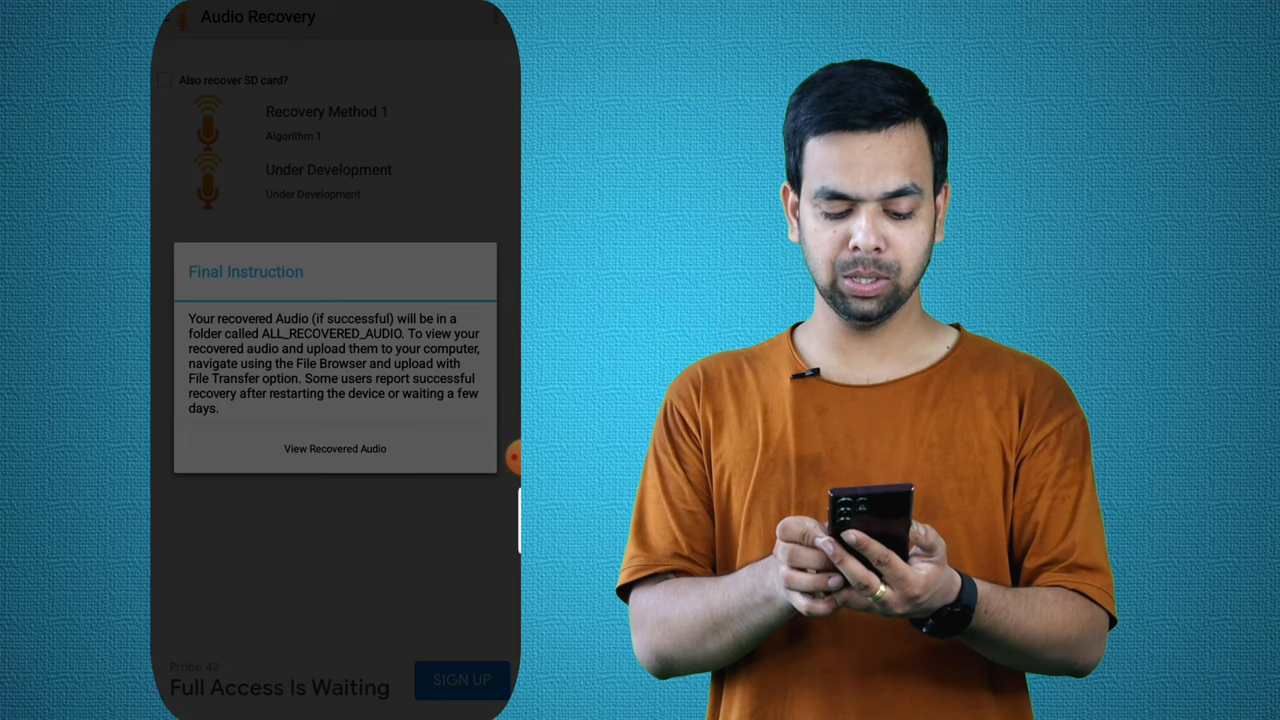 Audio Recovery
Also recover SD card?
Recovery Method 1
Algorithm 1
Under Development
Under Development
Final Instruction
Your recovered Audio (if successful) will be in a
folder called ALL_RECOVERED_AUDIO. To view your
recovered audio and upload them to your computer,
navigate using the File Browser and upload with
File Transfer option. Some users report successful
recovery after restarting the device or waiting a few
days.
View Recovered Audio
Probe 42
Full Access Is Waiting
SIGN UP